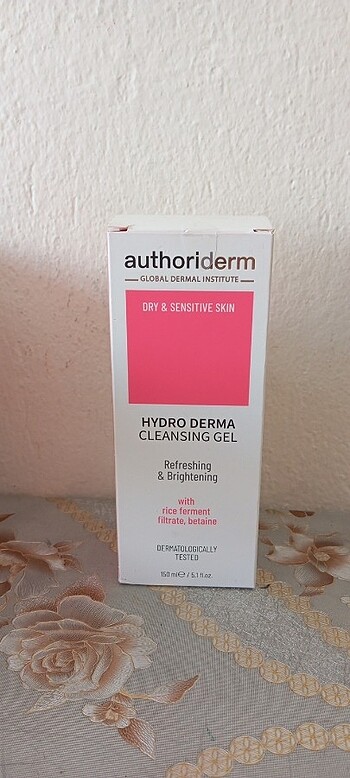 authoriderm
GLOBAL DERMAL INSTITUTE
DRY & SENSITIVE SKIN
HYDRO DERMA
CLEANSING GEL
Refreshing
& Brightening
with
rice ferment
filtrate, betaine
DERMATOLOGICALLY
TESTED
150 ml℮ / 5.1 fl.oz